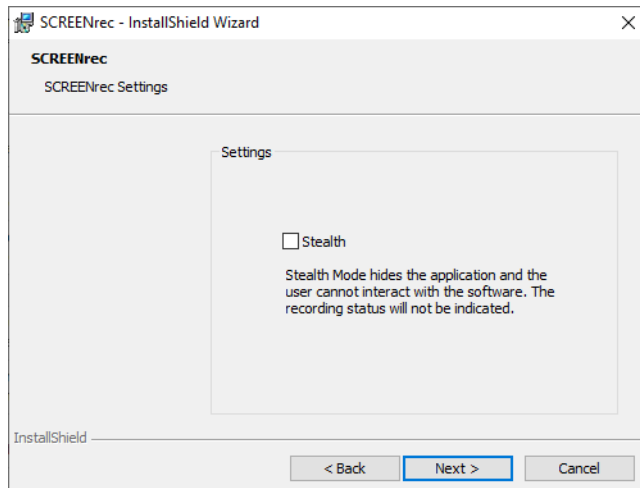 SCREENrec - InstallShield Wizard
SCREENrec
SCREENrec Settings
Settings
Stealth
Stealth Mode hides the application and the
user cannot interact with the software. The
recording status will not be indicated.
InstallShield
< Back
Next >
Cancel